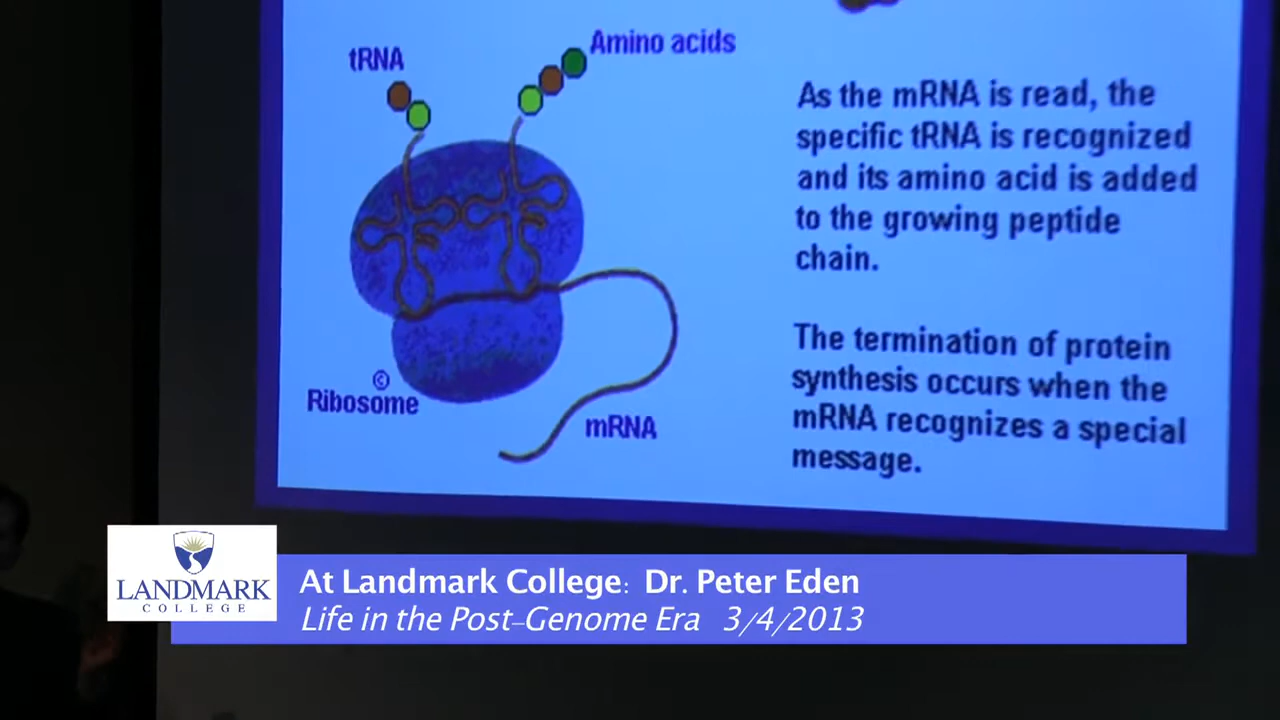 tRNA
Amino acids
As the mRNA is read, the
specific tRNA is recognized
and its amino acid is added
to the growing peptide
chain.
The termination of protein
synthesis occurs when the
mRNA recognizes a special
message.
©
Ribosome
mRNA
LANDMARK
COLLEGE
At Landmark College: Dr. Peter Eden
Life in the Post-Genome Era 3/4/2013